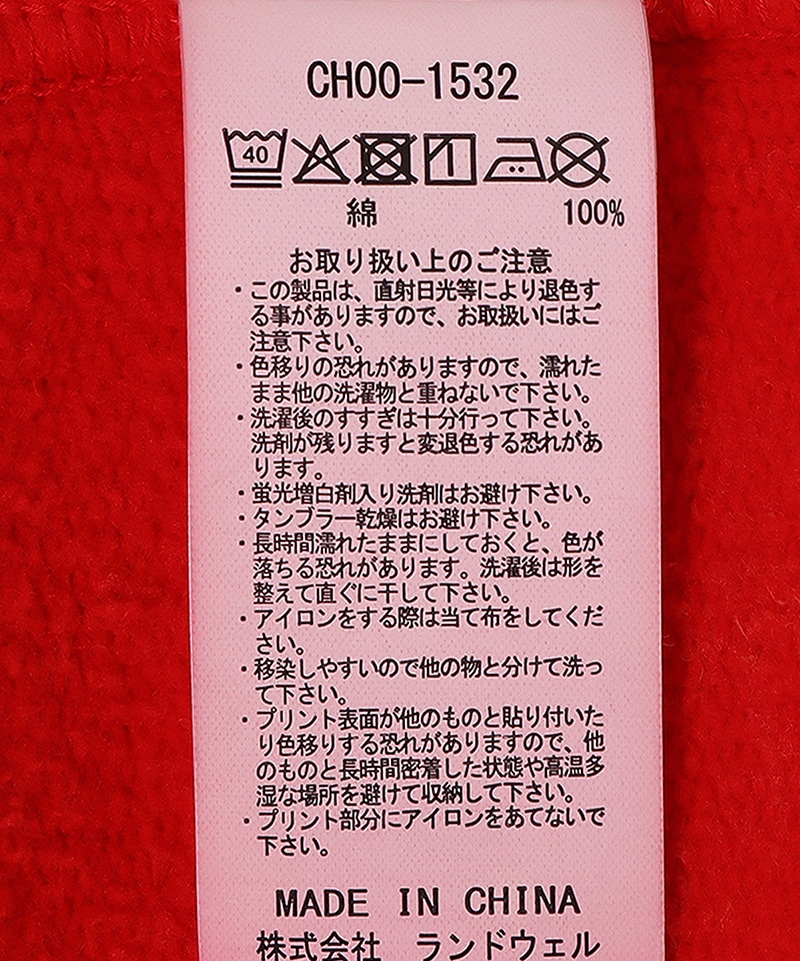 CH00-1532
40
綿 100%
お取り扱い上のご注意
・この製品は、直射日光等により退色す
る事がありますので、お取扱いにはご
注意下さい。
・色移りの恐れがありますので、濡れた
まま他の洗濯物と重ねないで下さい。
・洗濯後のすすぎは十分行って下さい。
洗剤が残りますと変退色する恐れがあ
ります。
・蛍光増白剤入り洗剤はお避け下さい。
・タンブラー乾燥はお避け下さい。
・長時間濡れたままにしておくと、色が
落ちる恐れがあります。洗濯後は形を
整えて直ぐに干して下さい。
・アイロンをする際は当て布をしてくだ
さい。
・移染しやすいので他の物と分けて洗っ
て下さい。
・プリント表面が他のものと貼り付いた
り色移りする恐れがありますので、他
のものと長時間密着した状態や高温多
湿な場所を避けて収納して下さい。
・プリント部分にアイロンをあてないで
下さい。
MADE IN CHINA
株式会社 ランドウェル